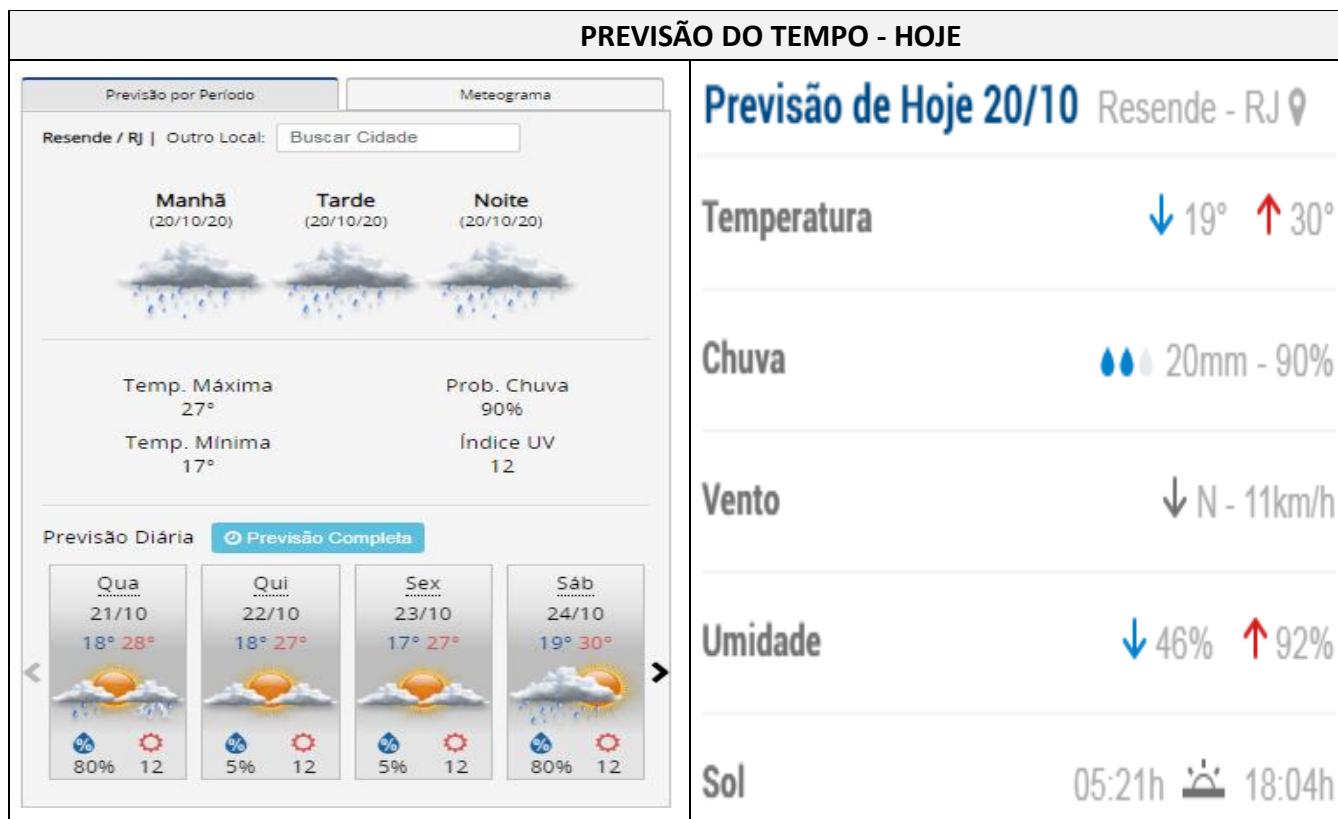 PREVISÃO DO TEMPO - HOJE
Previsão por Período
Meteograma
Resende / RJ | Outro Local: Buscar Cidade
Manhã Tarde Noite
(20/10/20) (20/10/20) (20/10/20)
Temp. Máxima Prob. Chuva
27° 90%
Temp. Mínima Índice UV
17° 12
Previsão Diária Previsão Completa
Qua Qui Sex Sáb
21/10 22/10 23/10 24/10
18° 28° 18° 27° 17° 27° 19° 30°
% % % %
80% 12 5% 12 5% 12 80% 12
Previsão de Hoje 20/10 Resende - RJ
Temperatura 19° 30°
Chuva 20mm - 90%
Vento N - 11km/h
Umidade 46% 92%
Sol 05:21h 18:04h